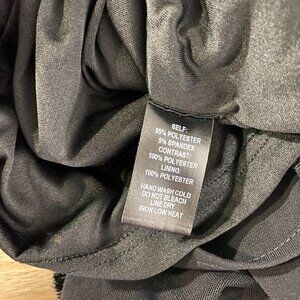 SELF:
95% POLYESTER
5% SPANDEX
CONTRAST:
100% POLYESTER
LINING:
100% POLYESTER
HAND WASH COLD
DO NOT BLEACH
LINE DRY
IRON LOW HEAT